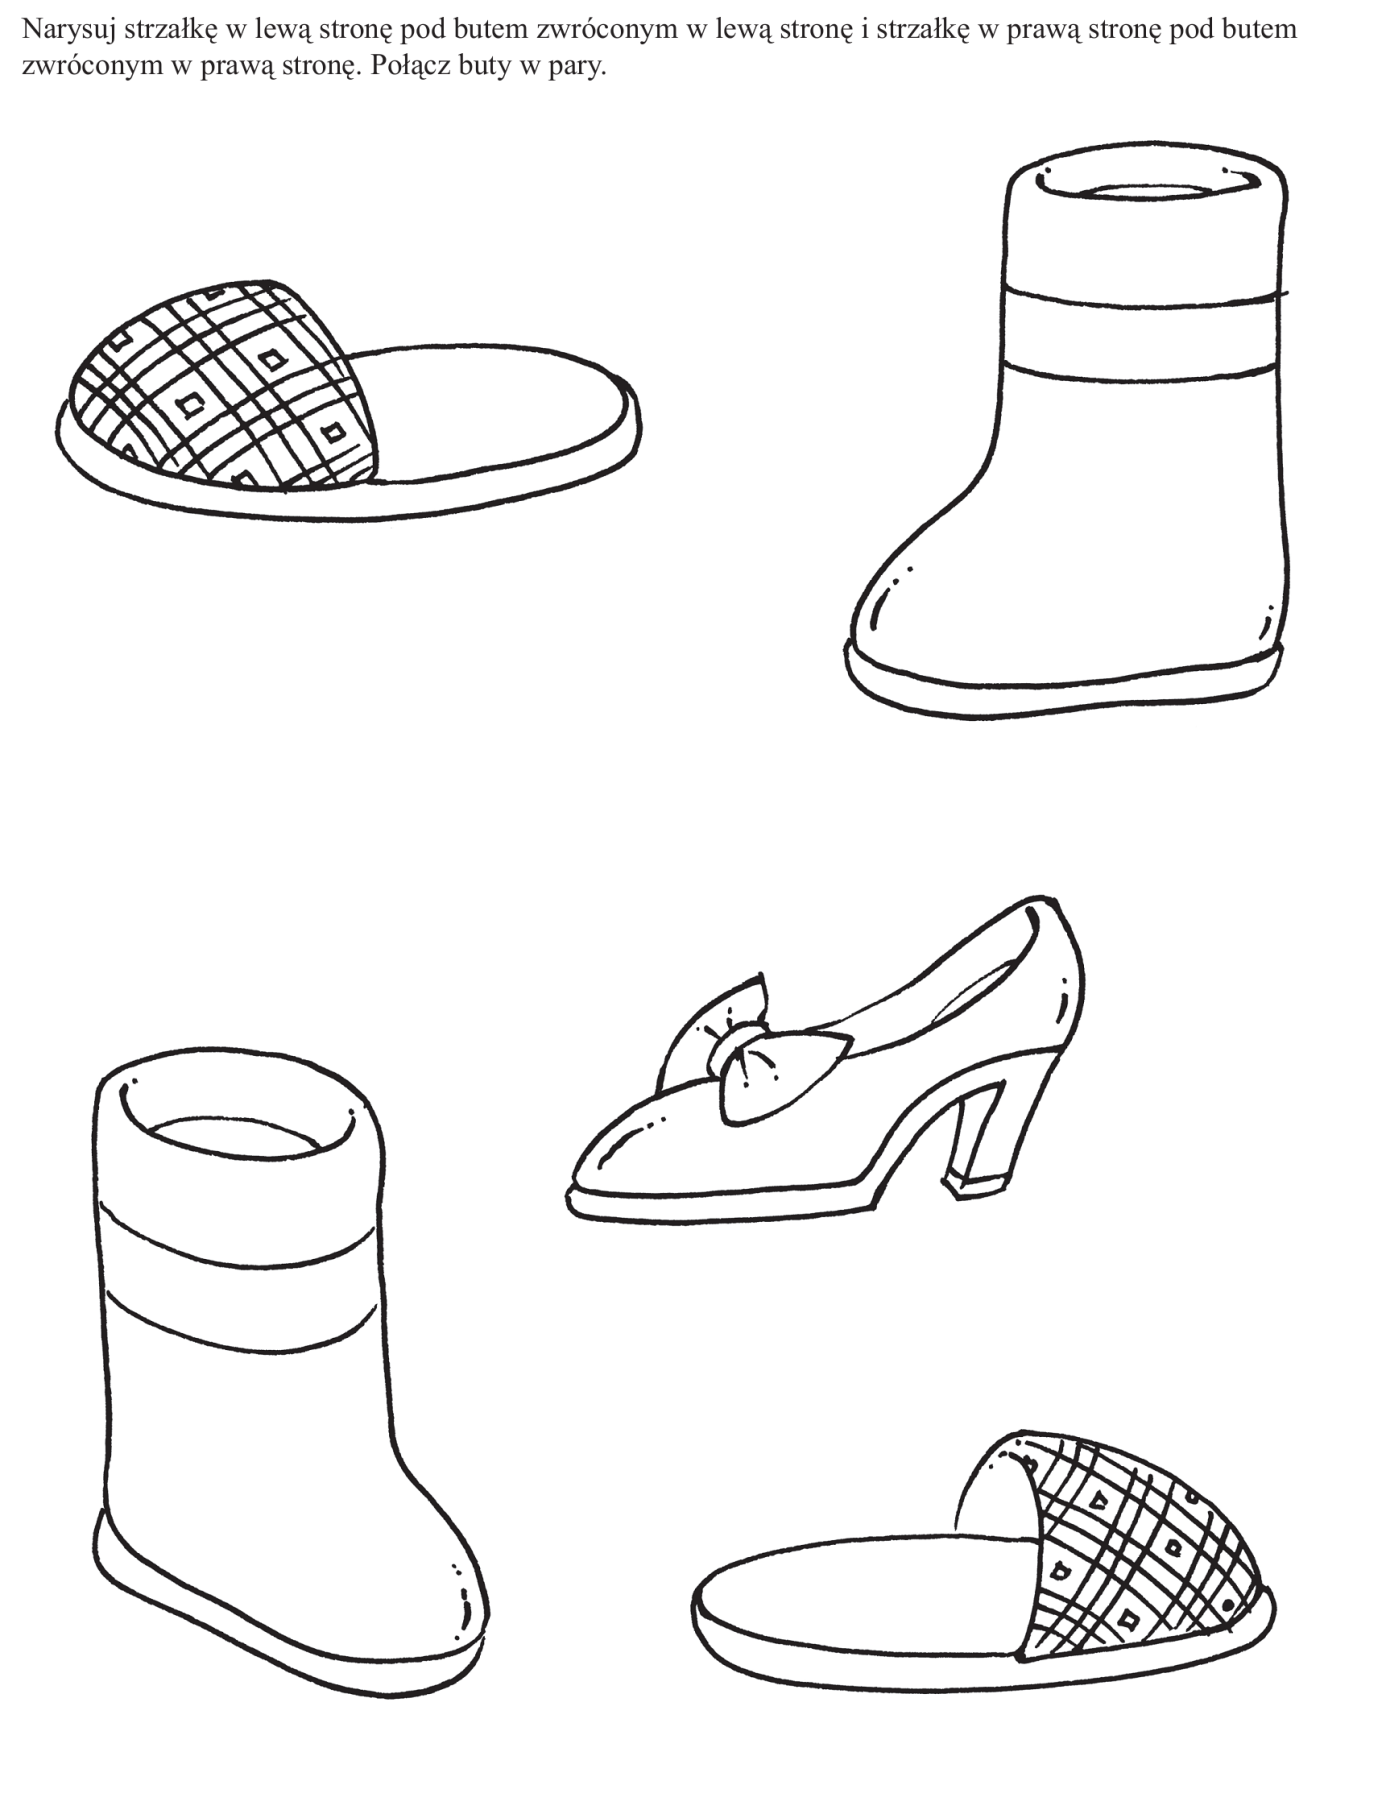 Narysuj strzałkę w lewą stronę pod butem zwróconym w lewą stronę i strzałkę w prawą stronę pod butem
zwróconym w prawą stronę. Połącz buty w pary.